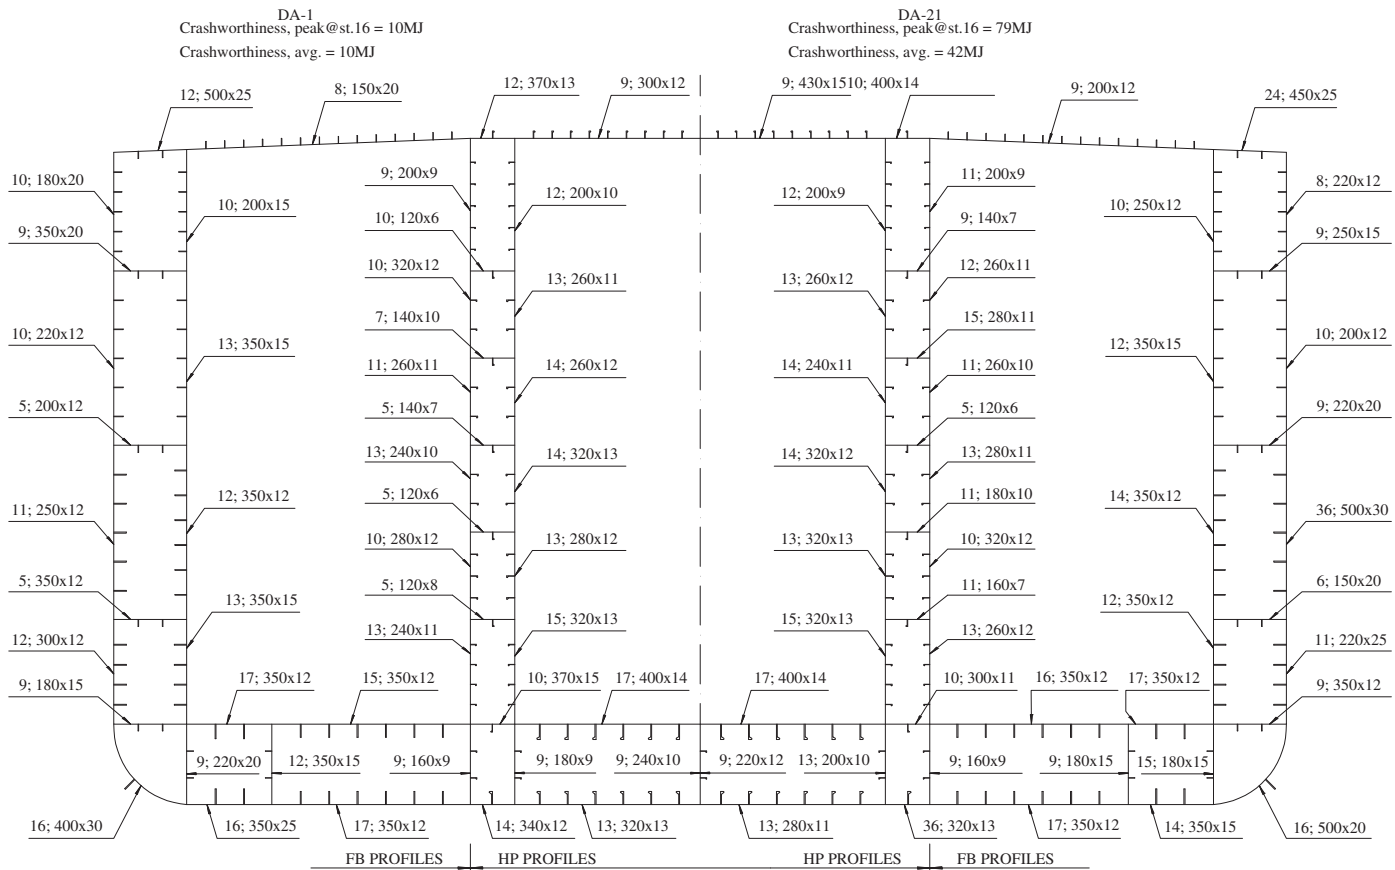 DA-1
Crashworthiness, peak@st.16 = 10MJ
Crashworthiness, avg. = 10MJ
DA-21
Crashworthiness, peak@st.16 = 79MJ
Crashworthiness, avg. = 42MJ
12; 500x25
8; 150x20
12; 370x13
9; 300x12
9; 430x15
10; 400x14
9; 200x12
24; 450x25
10; 180x20
10; 200x15
9; 350x20
10; 220x12
13; 350x15
5; 200x12
11; 250x12
12; 350x12
5; 350x12
13; 350x15
12; 300x12
9; 180x15
9; 200x9
10; 120x6
10; 320x12
7; 140x10
11; 260x11
5; 140x7
13; 240x10
5; 120x6
10; 280x12
5; 120x8
13; 240x11
12; 200x10
13; 260x11
14; 260x12
14; 320x13
13; 280x12
15; 320x13
12; 200x9
13; 260x12
14; 240x11
14; 320x12
13; 320x13
15; 320x13
11; 200x9
9; 140x7
12; 260x11
15; 280x11
11; 260x10
5; 120x6
13; 280x11
11; 180x10
10; 320x12
11; 160x7
13; 260x12
10; 250x12
12; 350x15
14; 350x12
12; 350x12
8; 220x12
9; 250x15
10; 200x12
9; 220x20
36; 500x30
6; 150x20
11; 220x25
9; 350x12
17; 350x12
15; 350x12
10; 370x15
17; 400x14
17; 400x14
10; 300x11
16; 350x12
17; 350x12
9; 220x20
12; 350x15
9; 160x9
9; 180x9
9; 240x10
9; 220x12
13; 200x10
9; 160x9
9; 180x15
15; 180x15
16; 400x30
16; 350x25
17; 350x12
14; 340x12
13; 320x13
13; 280x11
36; 320x13
17; 350x12
14; 350x15
16; 500x20
FB PROFILES
HP PROFILES
HP PROFILES
FB PROFILES